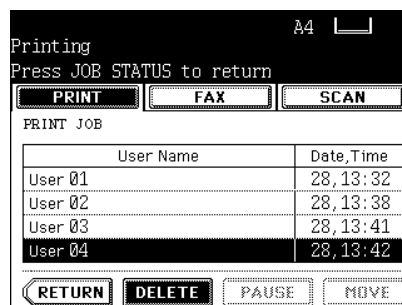 A4
Printing
Press JOB STATUS to return
PRINT FAX SCAN
PRINT JOB
User Name Date,Time
User 01 28,13:32
User 02 28,13:38
User 03 28,13:41
User 04 28,13:42
RETURN DELETE PAUSE MOVE